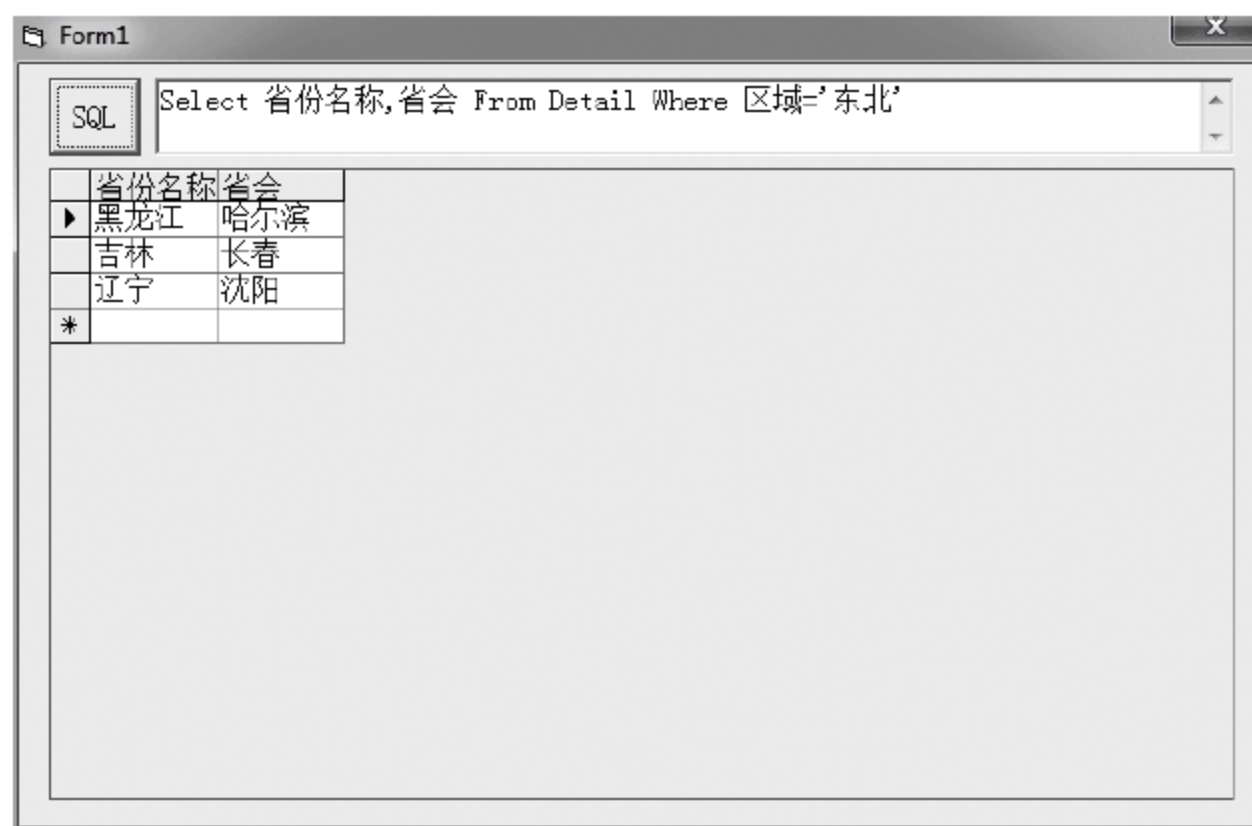 Form1
SQL
Select 省份名称,省会 From Detail Where 区域='东北'
省份名称 省会
黑龙江 哈尔滨
吉林 长春
辽宁 沈阳